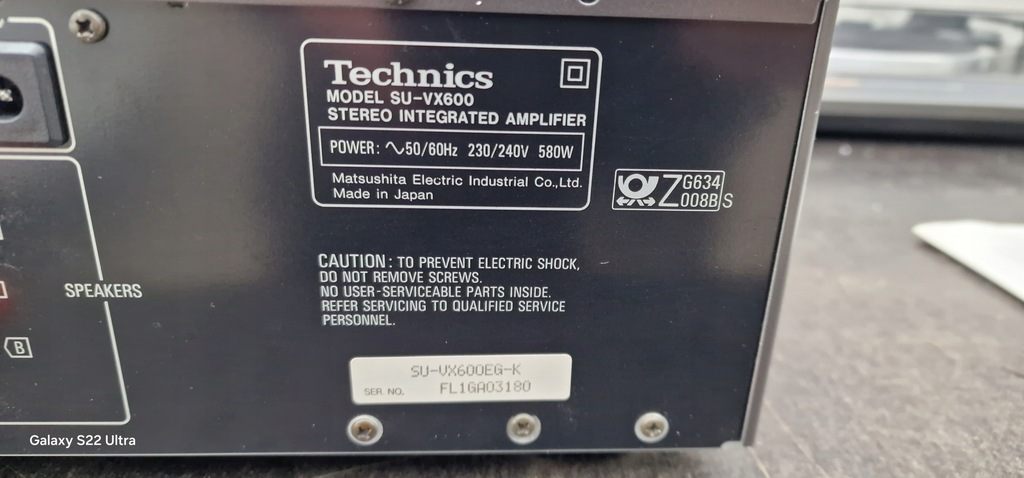 Technics
MODEL SU-VX600
STEREO INTEGRATED AMPLIFIER
POWER: ∿50/60Hz 230/240V 580W
Matsushita Electric Industrial Co.,Ltd.
Made in Japan
Z G634
008B/S
CAUTION: TO PREVENT ELECTRIC SHOCK,
DO NOT REMOVE SCREWS.
NO USER-SERVICEABLE PARTS INSIDE.
REFER SERVICING TO QUALIFIED SERVICE
PERSONNEL.
SPEAKERS
B
SU-VX600EG-K
SER. NO. FL1GA03180
Galaxy S22 Ultra